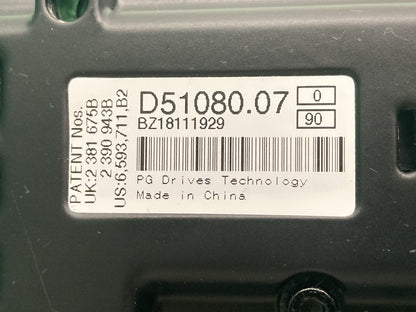 PATENT Nos.
UK:2 381 675B
2 390 943B
US:6,593,711,B2
D51080.07
0
BZ18111929
90
PG Drives Technology
Made in China